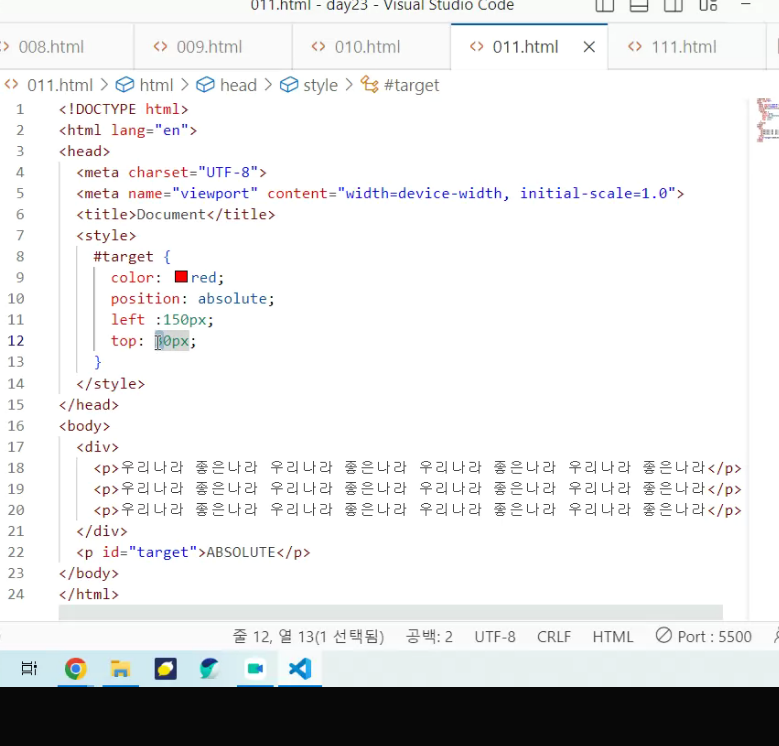 011.html - day23 - Visual Studio Code
008.html
009.html
010.html
011.html
111.html
011.html > html > head > style > #target
1 <!DOCTYPE html>
2 <html lang="en">
3 <head>
4 <meta charset="UTF-8">
5 <meta name="viewport" content="width=device-width, initial-scale=1.0">
6 <title>Document</title>
7 <style>
8 #target {
9 color: red;
10 position: absolute;
11 left :150px;
12 top: 0px;
13 }
14 </style>
15 </head>
16 <body>
17 <div>
18 <p>우리나라 좋은나라 우리나라 좋은나라 우리나라 좋은나라 우리나라 좋은나라</p>
19 <p>우리나라 좋은나라 우리나라 좋은나라 우리나라 좋은나라 우리나라 좋은나라</p>
20 <p>우리나라 좋은나라 우리나라 좋은나라 우리나라 좋은나라 우리나라 좋은나라</p>
21 </div>
22 <p id="target">ABSOLUTE</p>
23 </body>
24 </html>
줄 12, 열 13(1 선택됨) 공백: 2 UTF-8 CRLF HTML Port : 5500